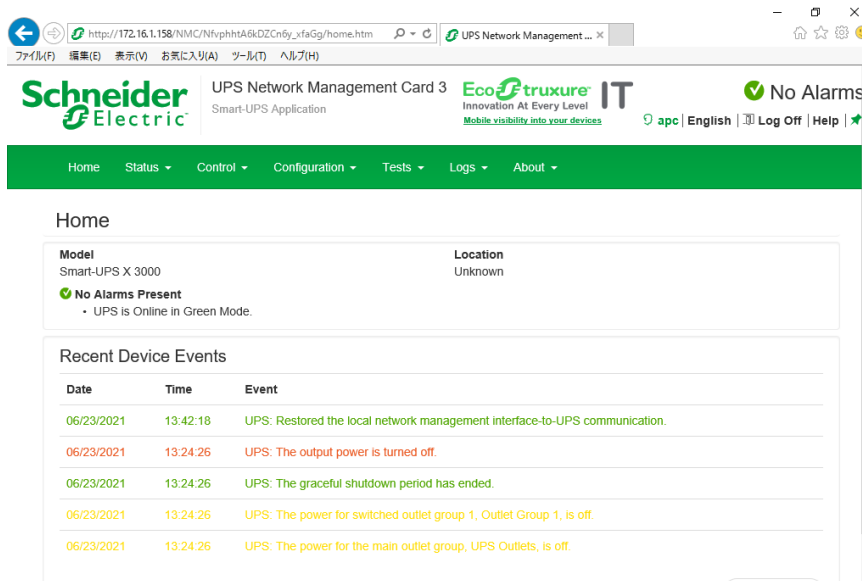 http://172.16.1.158/NMC/NfvphhtA6kDZCn6y_xfaGg/home.htm
UPS Network Management ...
ファイル(F) 編集(E) 表示(V) お気に入り(A) ツール(T) ヘルプ(H)
Schneider Electric
UPS Network Management Card 3
Smart-UPS Application
EcoStruxure IT
Innovation At Every Level
Mobile visibility into your devices
No Alarms
apc | English | Log Off | Help |
Home Status Control Configuration Tests Logs About
Home
Model Location
Smart-UPS X 3000 Unknown
No Alarms Present
• UPS is Online in Green Mode.
Recent Device Events
Date Time Event
06/23/2021 13:42:18 UPS: Restored the local network management interface-to-UPS communication.
06/23/2021 13:24:26 UPS: The output power is turned off.
06/23/2021 13:24:26 UPS: The graceful shutdown period has ended.
06/23/2021 13:24:26 UPS: The power for switched outlet group 1, Outlet Group 1, is off.
06/23/2021 13:24:26 UPS: The power for the main outlet group, UPS Outlets, is off.